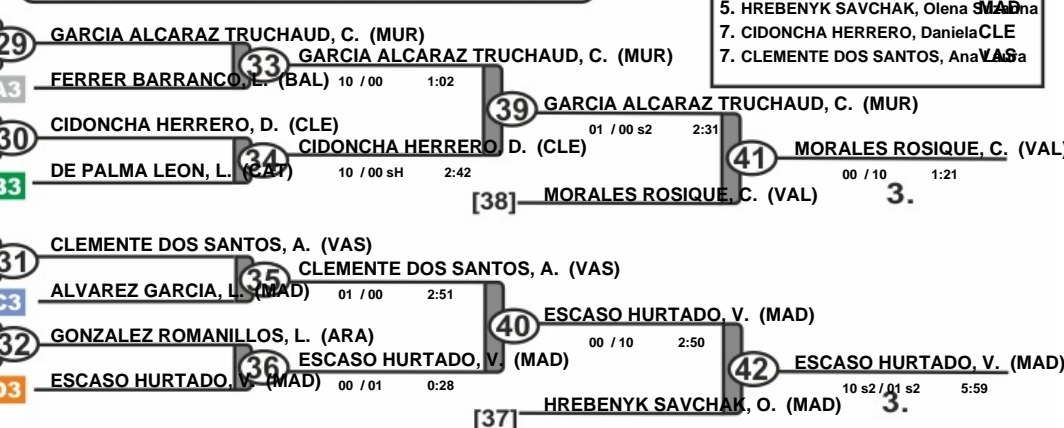 5. HREBENYK SAVCHAK, Olena Suzanna MAD
7. CIDONCHA HERRERO, Daniela CLE
7. CLEMENTE DOS SANTOS, Ana Laura VAS
29 GARCIA ALCARAZ TRUCHAUD, C. (MUR)
33 GARCIA ALCARAZ TRUCHAUD, C. (MUR)
A3 FERRER BARRANCO, L. (BAL) 10 / 00 1:02
39 GARCIA ALCARAZ TRUCHAUD, C. (MUR)
30 CIDONCHA HERRERO, D. (CLE)
01 / 00 s2 2:31
34 CIDONCHA HERRERO, D. (CLE)
41 MORALES ROSIQUE, C. (VAL)
B3 DE PALMA LEON, L. (CAT) 10 / 00 sH 2:42
00 / 10 1:21
[38] MORALES ROSIQUE, C. (VAL)
3.
31 CLEMENTE DOS SANTOS, A. (VAS)
35 CLEMENTE DOS SANTOS, A. (VAS)
C3 ALVAREZ GARCIA, L. (MAD) 01 / 00 2:51
40 ESCASO HURTADO, V. (MAD)
32 GONZALEZ ROMANILLOS, L. (ARA)
00 / 10 2:50
36 ESCASO HURTADO, V. (MAD)
42 ESCASO HURTADO, V. (MAD)
D3 ESCASO HURTADO, V. (MAD) 00 / 01 0:28
10 s2 / 01 s2 5:59
[37] HREBENYK SAVCHAK, O. (MAD)
3.